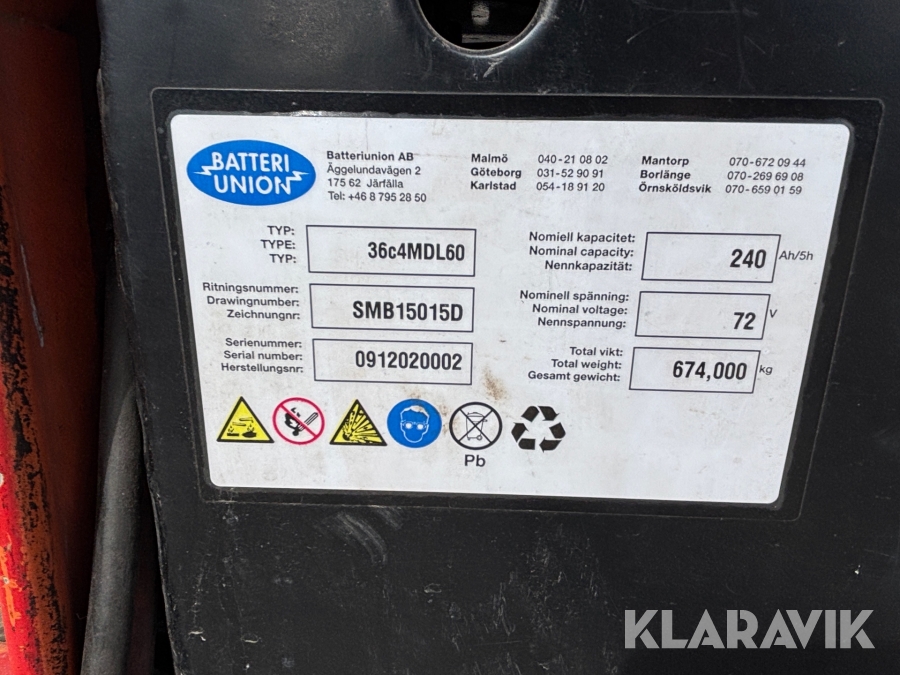 BATTERI
UNION
Batteriunion AB
Äggelundavägen 2
175 62 Järfälla
Tel: +46 8 795 28 50
Malmö 040-21 08 02
Göteborg 031-52 90 91
Karlstad 054-18 91 20
Mantorp 070-672 09 44
Borlänge 070-269 69 08
Örnsköldsvik 070-659 01 59
TYP:
TYPE:
TYP:
36c4MDL60
Ritningsnummer:
Drawingnumber:
Zeichnungnr:
SMB15015D
Serienummer:
Serial number:
Herstellungsnr:
0912020002
Nomiell kapacitet:
Nominal capacity:
Nennkapazität:
240 Ah/5h
Nominell spänning:
Nominal voltage:
Nennspannung:
72 V
Total vikt:
Total weight:
Gesamt gewicht:
674,000 kg
Pb
KLARAVIK